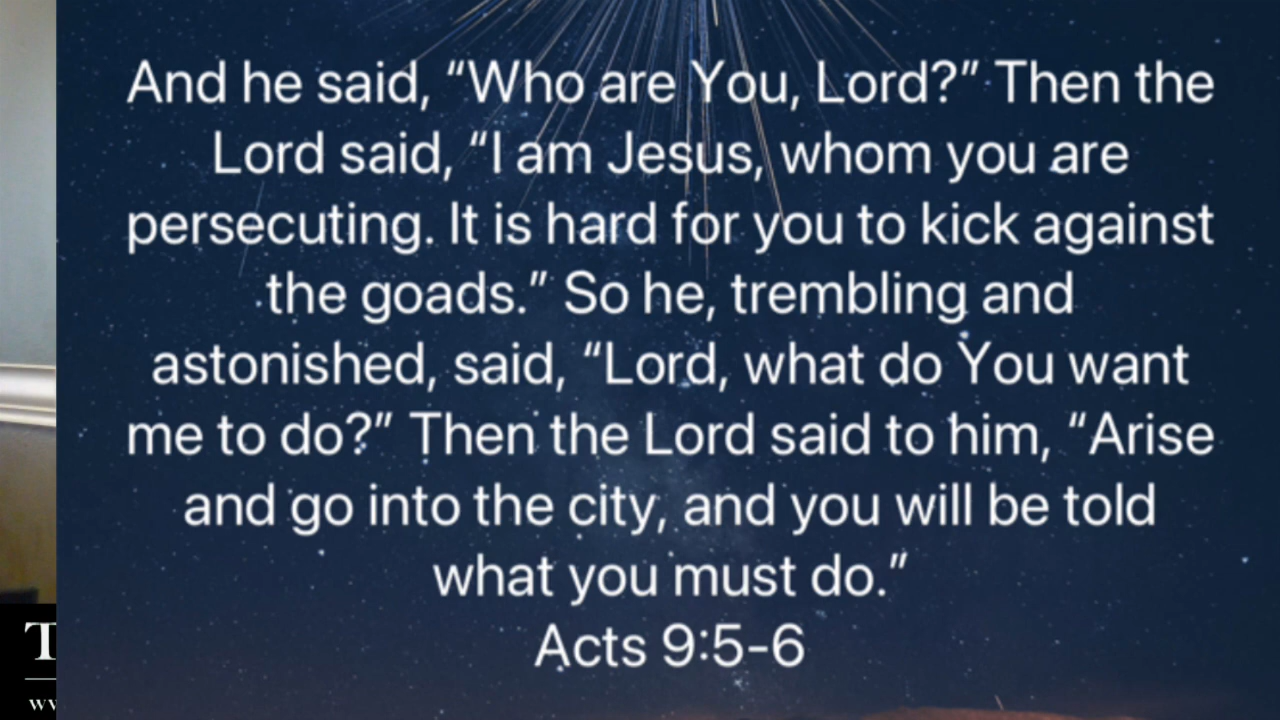 And he said, “Who are You, Lord?” Then the
Lord said, “I am Jesus, whom you are
persecuting. It is hard for you to kick against
the goads.” So he, trembling and
astonished, said, “Lord, what do You want
me to do?” Then the Lord said to him, “Arise
and go into the city, and you will be told
what you must do.”
Acts 9:5-6